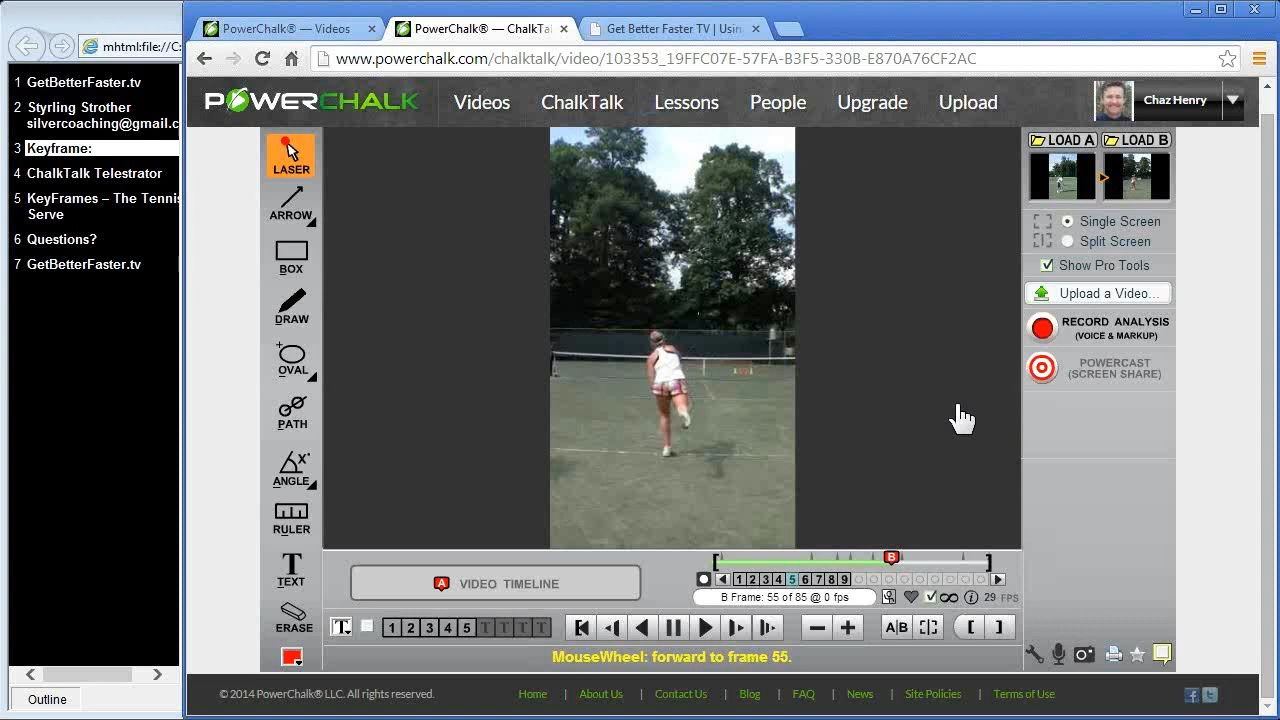 PowerChalk® — Videos
PowerChalk® — ChalkTal
Get Better Faster TV | Usin
mhtml:file://C:
www.powerchalk.com/chalktalk/video/103353_19FFC07E-57FA-B3F5-330B-E870A76CF2AC
1 GetBetterFaster.tv
2 Styrling Strother
silvercoaching@gmail.c
3 Keyframe:
4 ChalkTalk Telestrator
5 KeyFrames – The Tennis
Serve
6 Questions?
7 GetBetterFaster.tv
Outline
POWERCHALK
Videos ChalkTalk Lessons People Upgrade Upload
Chaz Henry
LASER
ARROW
BOX
DRAW
OVAL
PATH
ANGLE
RULER
TEXT
ERASE
LOAD A LOAD B
Single Screen
Split Screen
Show Pro Tools
Upload a Video...
RECORD ANALYSIS
(VOICE & MARKUP)
POWERCAST
(SCREEN SHARE)
A VIDEO TIMELINE
[ B ]
1 2 3 4 5 6 7 8 9
B Frame: 55 of 85 @ 0 fps
29 FPS
T 1 2 3 4 5 T T T T
A|B [ ]
MouseWheel: forward to frame 55.
© 2014 PowerChalk® LLC. All rights reserved.
Home | About Us | Contact Us | Blog | FAQ | News | Site Policies | Terms of Use